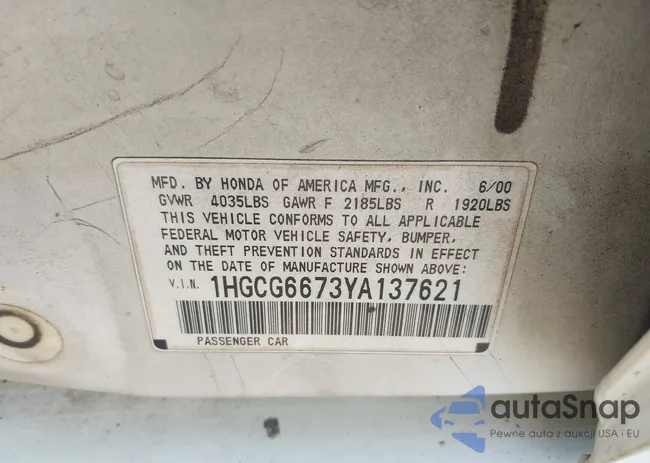 MFD. BY HONDA OF AMERICA MFG., INC. 6/00
GVWR 4035LBS GAWR F 2185LBS R 1920LBS
THIS VEHICLE CONFORMS TO ALL APPLICABLE
FEDERAL MOTOR VEHICLE SAFETY, BUMPER,
AND THEFT PREVENTION STANDARDS IN EFFECT
ON THE DATE OF MANUFACTURE SHOWN ABOVE:
V.I.N. 1HGCG6673YA137621
PASSENGER CAR
autaSnap
Pewne auta z aukcji USA i EU